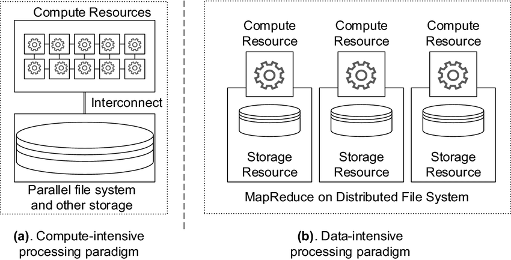 Compute Resources
Interconnect
Parallel file system
and other storage
(a). Compute-intensive
processing paradigm
Compute
Resource
Compute
Resource
Compute
Resource
Storage
Resource
Storage
Resource
Storage
Resource
MapReduce on Distributed File System
(b). Data-intensive
processing paradigm